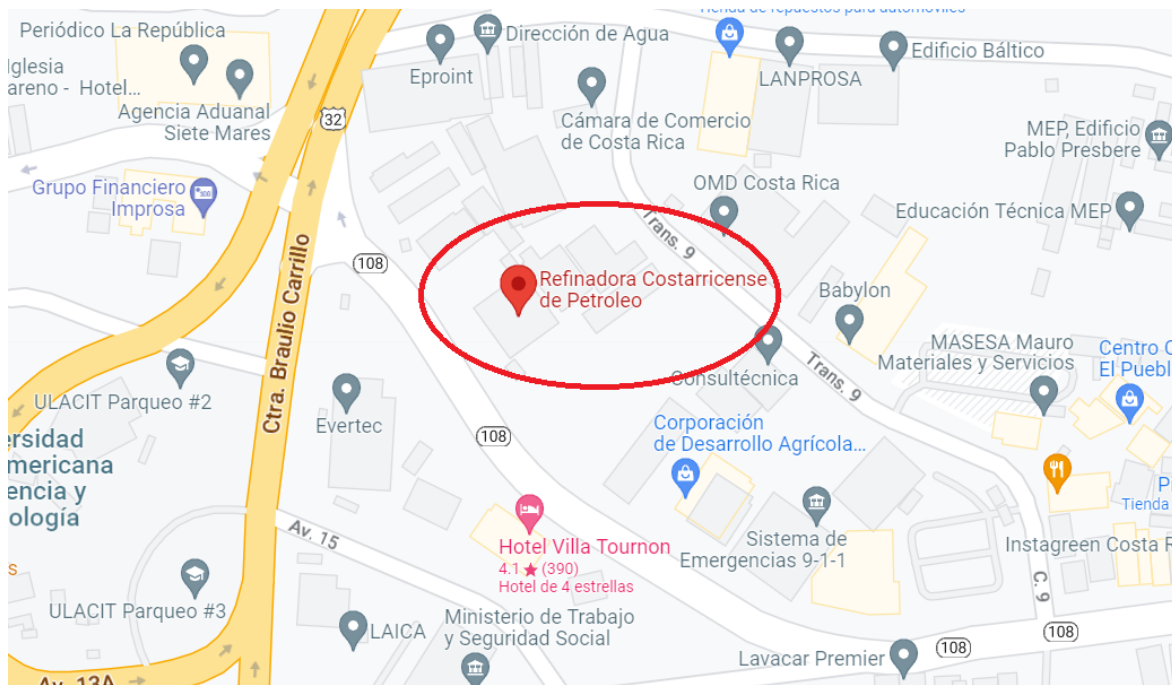 Tienda de repuestos para automóviles
Periódico La República
Dirección de Agua
Edificio Báltico
Iglesia
areno - Hotel...
Eproint
LANPROSA
Agencia Aduanal
Siete Mares
32
Cámara de Comercio
de Costa Rica
MEP, Edificio
Pablo Presbere
Grupo Financiero
Improsa
OMD Costa Rica
Educación Técnica MEP
Trans. 9
108
Ctra. Braulio Carrillo
Refinadora Costarricense
de Petroleo
Babylon
MASESA Mauro
Materiales y Servicios
Centro C
El Puebl
Consultécnica
Trans. 9
ULACIT Parqueo #2
Evertec
108
Corporación
de Desarrollo Agrícola...
ersidad
mericana
encia y
ología
Av. 15
Hotel Villa Tournon
4.1 ★ (390)
Hotel de 4 estrellas
Sistema de
Emergencias 9-1-1
P
Tienda
Instagreen Costa R
s
ULACIT Parqueo #3
C. 9
LAICA
Ministerio de Trabajo
y Seguridad Social
108
108
Lavacar Premier
Av. 13A